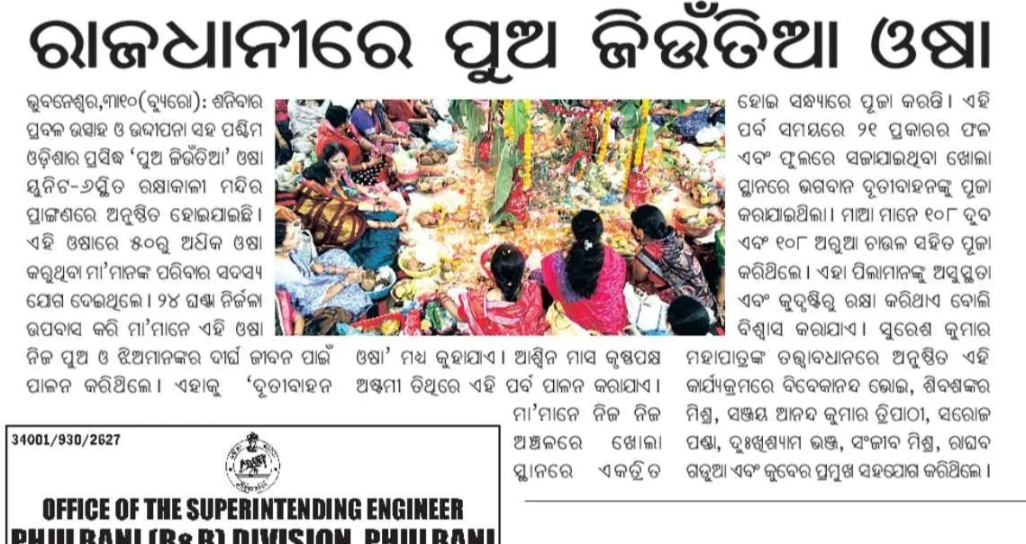 ରାଜଧାନୀରେ ପୁଅ ଜିଉଁତିଆ ଓଷା
ଭୁବନେଶ୍ୱର,୩ା୧୦(ବ୍ୟୁରୋ): ଶନିବାର
ପ୍ରବଳ ଉତ୍ସାହ ଓ ଉଦ୍ଦୀପନା ସହ ପଶ୍ଚିମ
ଓଡ଼ିଶାର ପ୍ରସିଦ୍ଧ ‘ପୁଅ ଜିଉଁତିଆ’ ଓଷା
ୟୁନିଟ-୬ସ୍ଥିତ ରକ୍ଷାକାଳୀ ମନ୍ଦିର
ପ୍ରାଙ୍ଗଣରେ ଅନୁଷ୍ଠିତ ହୋଇଯାଇଛି।
ଏହି ଓଷାରେ ୫୦ରୁ ଅଧିକ ଓଷା
କରୁଥିବା ମା’ମାନଙ୍କ ପରିବାର ସଦସ୍ୟ
ଯୋଗ ଦେଇଥିଲେ। ୨୪ ଘଣ୍ଟା ନିର୍ଜଳା
ଉପବାସ କରି ମା’ମାନେ ଏହି ଓଷା
ନିଜ ପୁଅ ଓ ଝିଅମାନଙ୍କର ଦୀର୍ଘ ଜୀବନ ପାଇଁ
ପାଳନ କରିଥିଲେ। ଏହାକୁ ‘ଦୂତୀବାହନ
ଓଷା’ ମଧ୍ୟ କୁହାଯାଏ। ଆଶ୍ୱିନ ମାସ କୃଷ୍ଣପକ୍ଷ
ଅଷ୍ଟମୀ ତିଥିରେ ଏହି ପର୍ବ ପାଳନ କରାଯାଏ।
ମା’ମାନେ ନିଜ ନିଜ
ଅଞ୍ଚଳରେ ଖୋଲା
ସ୍ଥାନରେ ଏକତ୍ରିତ
ହୋଇ ସନ୍ଧ୍ୟାରେ ପୂଜା କରନ୍ତି। ଏହି
ପର୍ବ ସମୟରେ ୨୧ ପ୍ରକାରର ଫଳ
ଏବଂ ଫୁଲରେ ସଜାଯାଇଥିବା ଖୋଲା
ସ୍ଥାନରେ ଭଗବାନ ଦୂତୀବାହନଙ୍କୁ ପୂଜା
କରାଯାଇଥିଲା। ମାଆ ମାନେ ୧୦୮ ଦୁବ
ଏବଂ ୧୦୮ ଅରୁଆ ଚାଉଳ ସହିତ ପୂଜା
କରିଥିଲେ। ଏହା ପିଲାମାନଙ୍କୁ ଅସୁସ୍ଥତା
ଏବଂ କୁଦୃଷ୍ଟିରୁ ରକ୍ଷା କରିଥାଏ ବୋଲି
ବିଶ୍ୱାସ କରାଯାଏ। ସୁରେଶ କୁମାର
ମହାପାତ୍ରଙ୍କ ତତ୍ତ୍ୱାବଧାନରେ ଅନୁଷ୍ଠିତ ଏହି
କାର୍ଯ୍ୟକ୍ରମରେ ବିବେକାନନ୍ଦ ଭୋଇ, ଶିବଶଙ୍କର
ମିଶ୍ର, ସଞ୍ଜୟ ଆନନ୍ଦ କୁମାର ତ୍ରିପାଠୀ, ସରୋଜ
ପଣ୍ଡା, ଦୁଃଖିଶ୍ୟାମ ଭଞ୍ଜ, ସଂଜୀବ ମିଶ୍ର, ରାଘବ
ଗହୁଆ ଏବଂ କୁବେର ପ୍ରମୁଖ ସହଯୋଗ କରିଥିଲେ।
34001/930/2627
OFFICE OF THE SUPERINTENDING ENGINEER
PHULBANI (R&B) DIVISION, PHULBANI